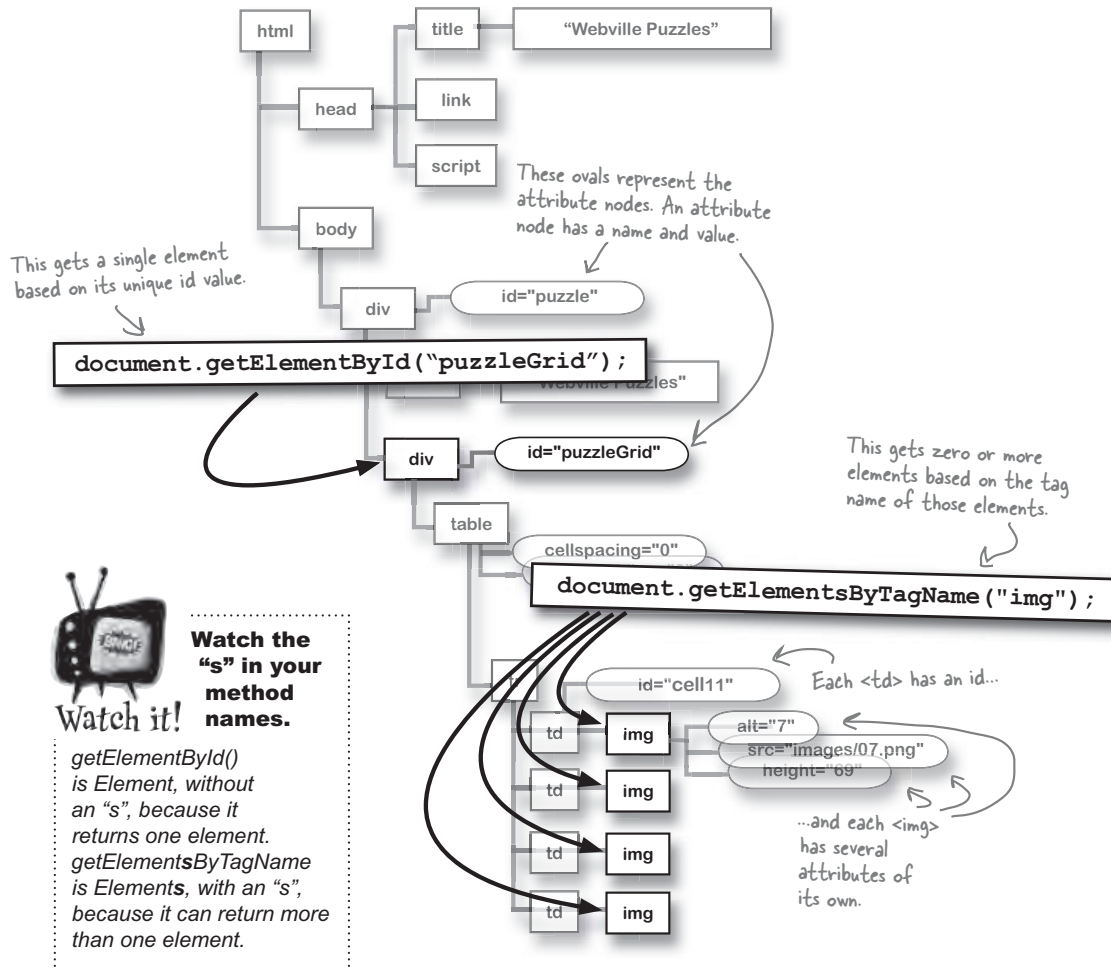 html
title
“Webville Puzzles”
head
link
script
These ovals represent the
attribute nodes. An attribute
node has a name and value.
body
This gets a single element
based on its unique id value.
div
id="puzzle"
document.getElementById(“puzzleGrid”);
"Webville Puzzles"
div
id="puzzleGrid"
This gets zero or more
elements based on the tag
name of those elements.
table
cellspacing="0"
document.getElementsByTagName("img");
Watch it!
Watch the
“s” in your
method
names.
getElementById()
is Element, without
an “s”, because it
returns one element.
getElementsByTagName
is Elements, with an “s”,
because it can return more
than one element.
id="cell11"
Each <td> has an id...
td
img
alt="7"
src="images/07.png"
height="69"
td
img
...and each <img>
has several
attributes of
its own.
td
img
td
img